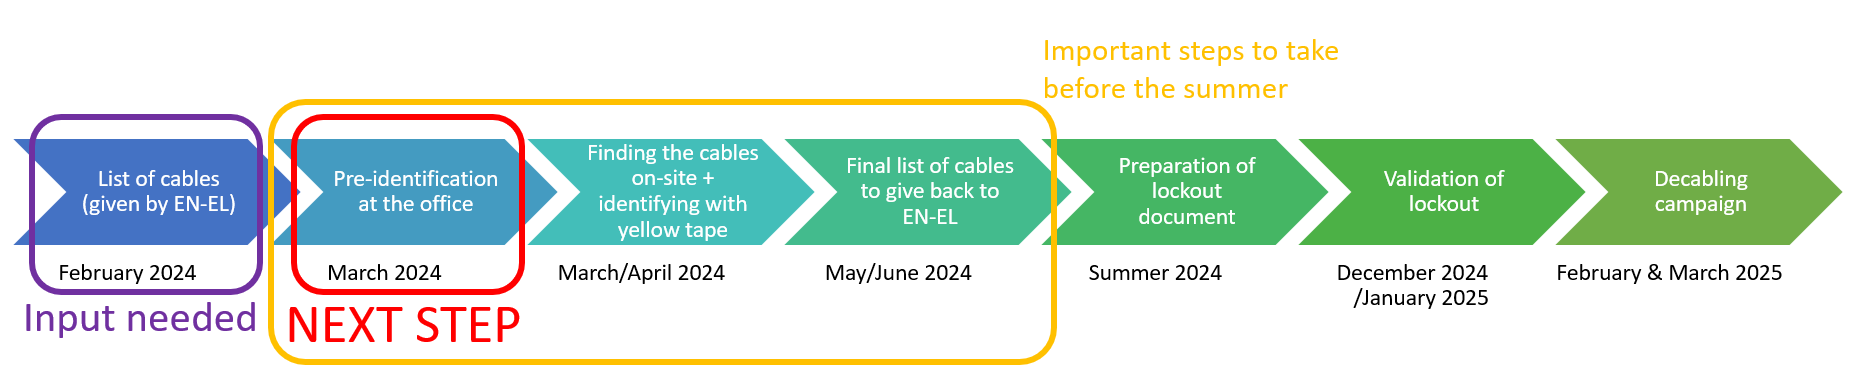 Important steps to take
before the summer
List of cables
(given by EN-EL)
Pre-identification
at the office
Finding the cables
on-site +
identifying with
yellow tape
Final list of cables
to give back to
EN-EL
Preparation of
lockout
document
Validation of
lockout
Decabling
campaign
February 2024
March 2024
March/April 2024
May/June 2024
Summer 2024
December 2024
/January 2025
February & March 2025
Input needed
NEXT STEP